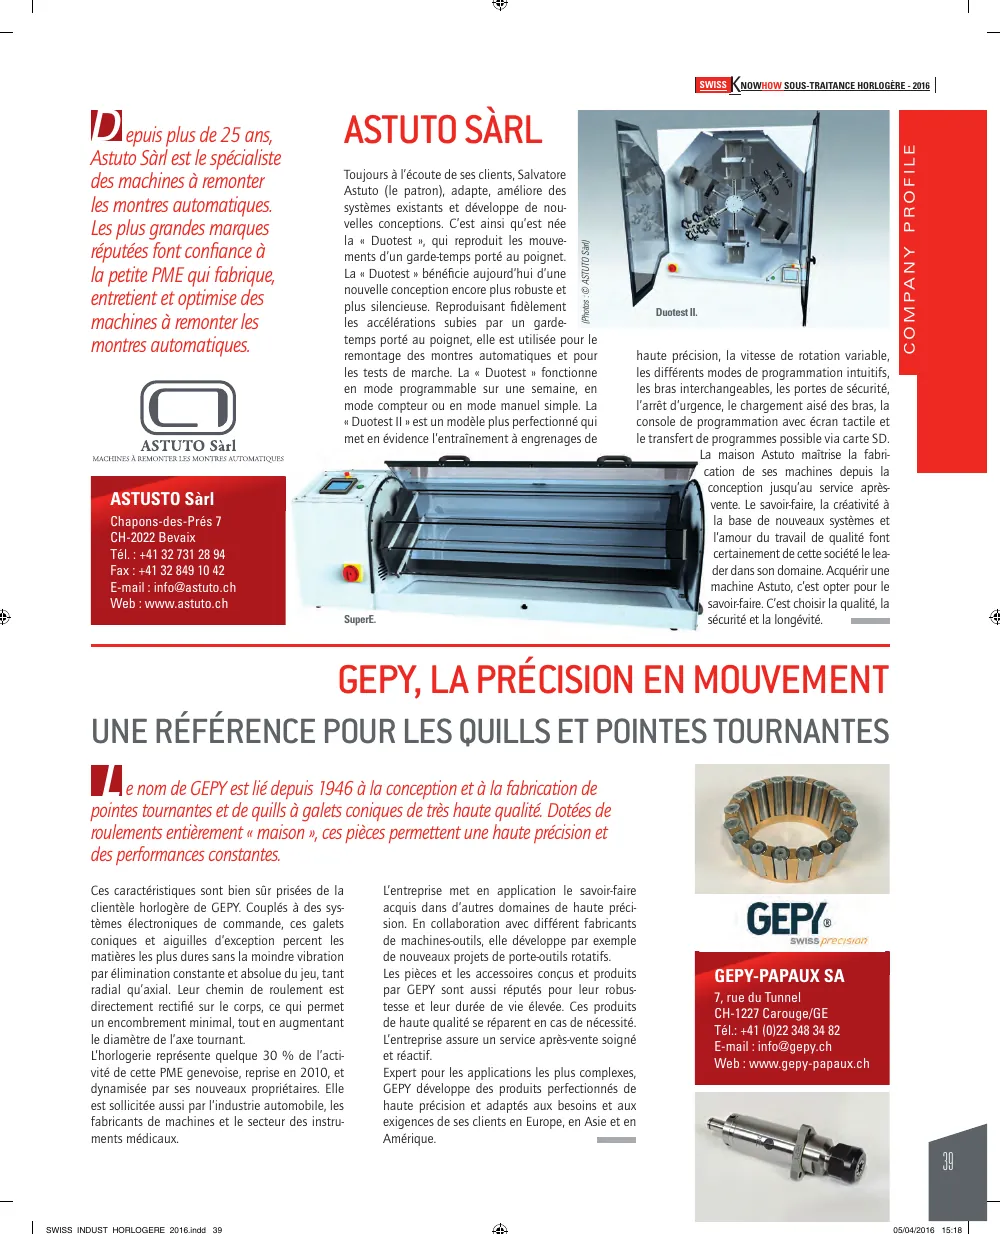 SWISS KNOWHOW SOUS-TRAITANCE HORLOGÈRE - 2016
COMPANY PROFILE
Depuis plus de 25 ans,
Astuto Sàrl est le spécialiste
des machines à remonter
les montres automatiques.
Les plus grandes marques
réputées font confiance à
la petite PME qui fabrique,
entretient et optimise des
machines à remonter les
montres automatiques.
ASTUTO Sàrl
MACHINES À REMONTER LES MONTRES AUTOMATIQUES
ASTUSTO Sàrl
Chapons-des-Prés 7
CH-2022 Bevaix
Tél. : +41 32 731 28 94
Fax : +41 32 849 10 42
E-mail : info@astuto.ch
Web : www.astuto.ch
ASTUTO SÀRL
Toujours à l’écoute de ses clients, Salvatore
Astuto (le patron), adapte, améliore des
systèmes existants et développe de nou-
velles conceptions. C’est ainsi qu’est née
la « Duotest », qui reproduit les mouve-
ments d’un garde-temps porté au poignet.
La « Duotest » bénéficie aujourd’hui d’une
nouvelle conception encore plus robuste et
plus silencieuse. Reproduisant fidèlement
les accélérations subies par un garde-
temps porté au poignet, elle est utilisée pour le
remontage des montres automatiques et pour
les tests de marche. La « Duotest » fonctionne
en mode programmable sur une semaine, en
mode compteur ou en mode manuel simple. La
« Duotest II » est un modèle plus perfectionné qui
met en évidence l’entraînement à engrenages de
(Photos : © ASTUTO Sàrl)
Duotest II.
haute précision, la vitesse de rotation variable,
les différents modes de programmation intuitifs,
les bras interchangeables, les portes de sécurité,
l’arrêt d’urgence, le chargement aisé des bras, la
console de programmation avec écran tactile et
le transfert de programmes possible via carte SD.
La maison Astuto maîtrise la fabri-
cation de ses machines depuis la
conception jusqu’au service après-
vente. Le savoir-faire, la créativité à
la base de nouveaux systèmes et
l’amour du travail de qualité font
certainement de cette société le lea-
der dans son domaine. Acquérir une
machine Astuto, c’est opter pour le
savoir-faire. C’est choisir la qualité, la
sécurité et la longévité.
SuperE.
GEPY, LA PRÉCISION EN MOUVEMENT
UNE RÉFÉRENCE POUR LES QUILLS ET POINTES TOURNANTES
Le nom de GEPY est lié depuis 1946 à la conception et à la fabrication de
pointes tournantes et de quills à galets coniques de très haute qualité. Dotées de
roulements entièrement « maison », ces pièces permettent une haute précision et
des performances constantes.
Ces caractéristiques sont bien sûr prisées de la
clientèle horlogère de GEPY. Couplés à des sys-
tèmes électroniques de commande, ces galets
coniques et aiguilles d’exception percent les
matières les plus dures sans la moindre vibration
par élimination constante et absolue du jeu, tant
radial qu’axial. Leur chemin de roulement est
directement rectifié sur le corps, ce qui permet
un encombrement minimal, tout en augmentant
le diamètre de l’axe tournant.
L’horlogerie représente quelque 30 % de l’acti-
vité de cette PME genevoise, reprise en 2010, et
dynamisée par ses nouveaux propriétaires. Elle
est sollicitée aussi par l’industrie automobile, les
fabricants de machines et le secteur des instru-
ments médicaux.
L’entreprise met en application le savoir-faire
acquis dans d’autres domaines de haute préci-
sion. En collaboration avec différent fabricants
de machines-outils, elle développe par exemple
de nouveaux projets de porte-outils rotatifs.
Les pièces et les accessoires conçus et produits
par GEPY sont aussi réputés pour leur robus-
tesse et leur durée de vie élevée. Ces produits
de haute qualité se réparent en cas de nécessité.
L’entreprise assure un service après-vente soigné
et réactif.
Expert pour les applications les plus complexes,
GEPY développe des produits perfectionnés de
haute précision et adaptés aux besoins et aux
exigences de ses clients en Europe, en Asie et en
Amérique.
GEPY®
swiss precision
GEPY-PAPAUX SA
7, rue du Tunnel
CH-1227 Carouge/GE
Tél.: +41 (0)22 348 34 82
E-mail : info@gepy.ch
Web : www.gepy-papaux.ch
39
SWISS INDUST HORLOGERE 2016.indd 39
05/04/2016 15:18